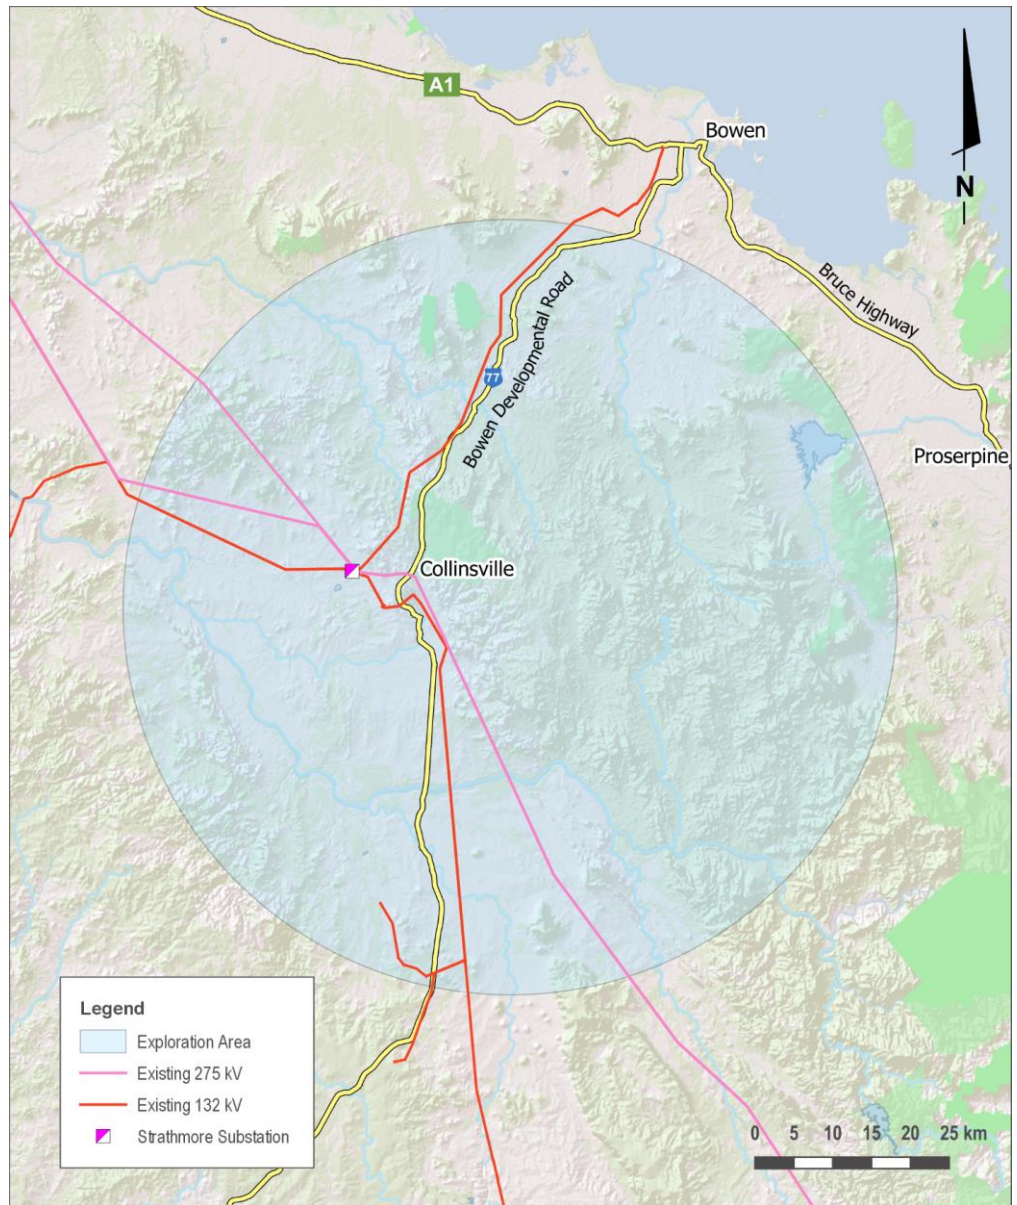 A1
Bowen
N
Bruce Highway
Bowen Developmental Road
77
Proserpine
Collinsville
Legend
Exploration Area
Existing 275 kV
Existing 132 kV
Strathmore Substation
0 5 10 15 20 25 km